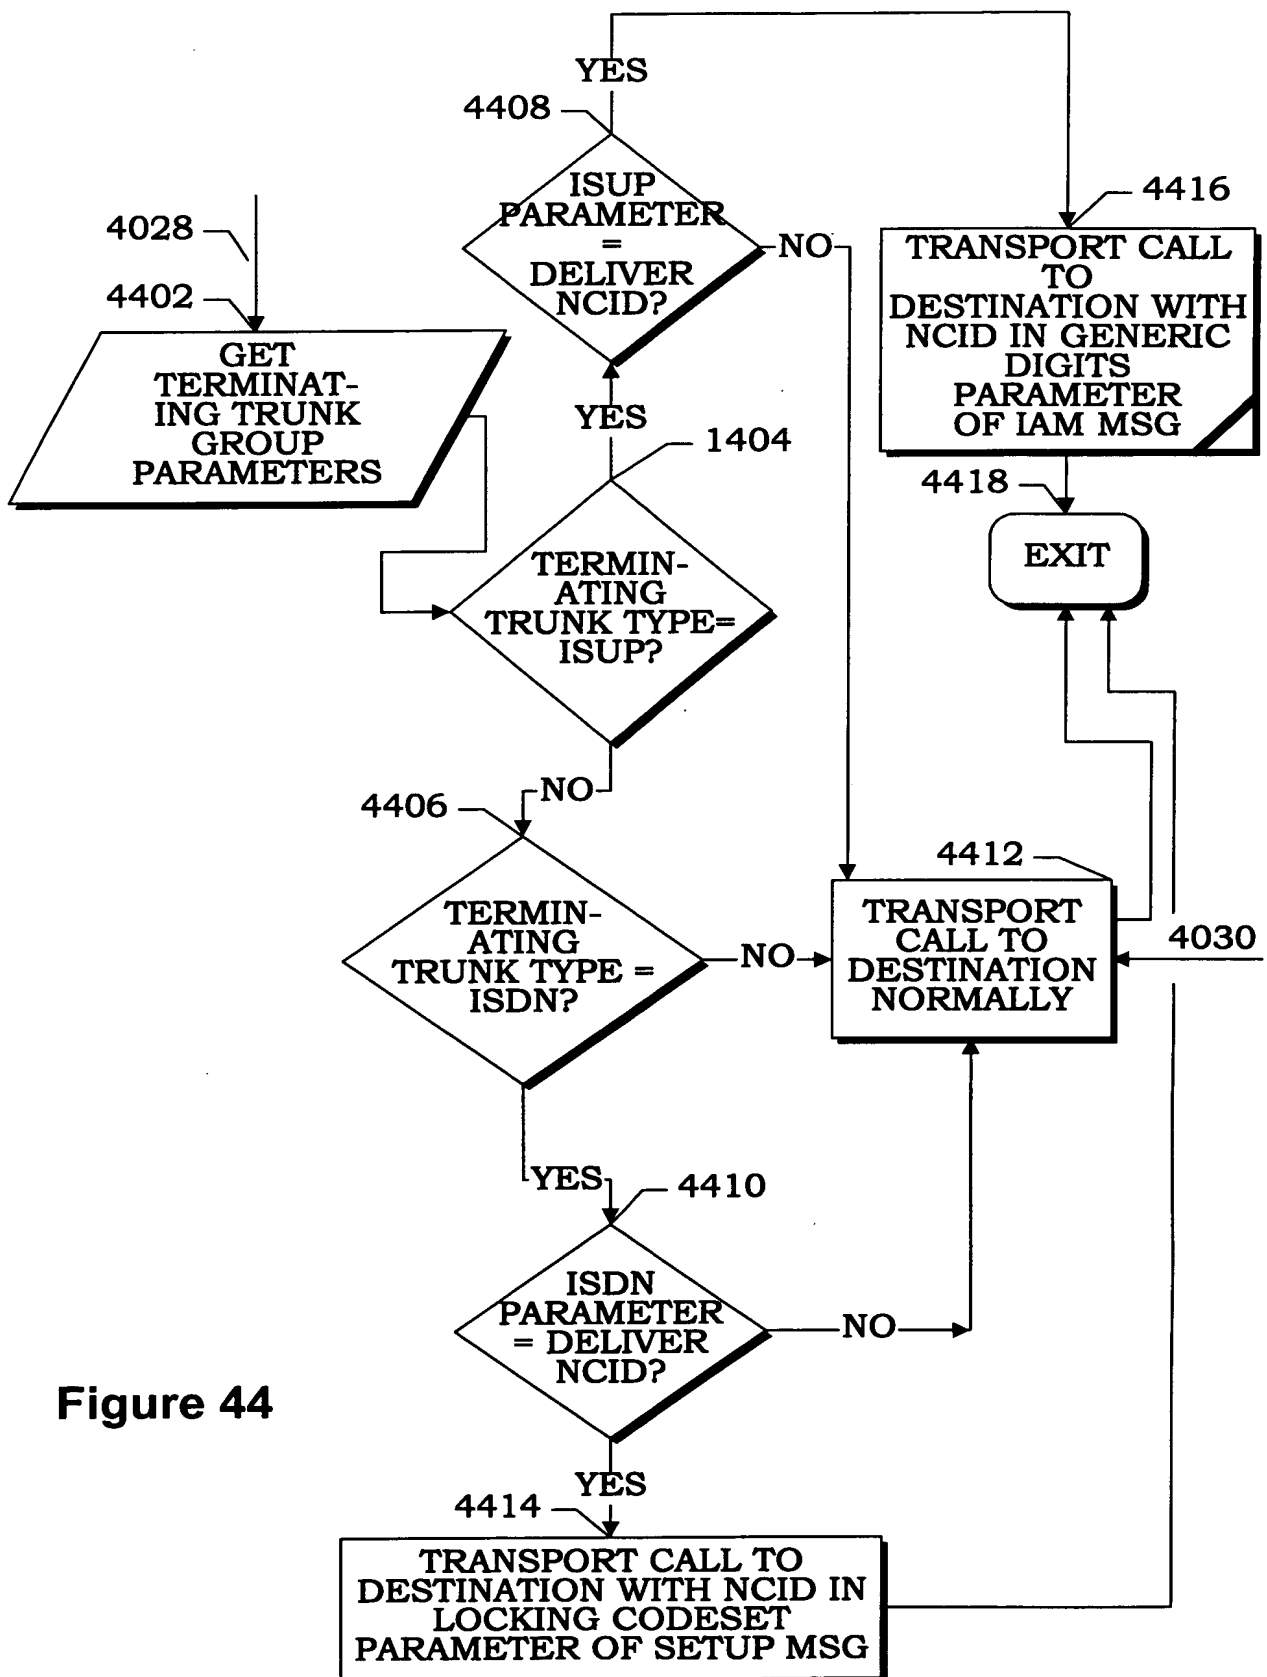 YES
4408
ISUP
PARAMETER
=
DELIVER
NCID?
NO
4416
TRANSPORT CALL
TO
DESTINATION WITH
NCID IN GENERIC
DIGITS
PARAMETER
OF IAM MSG
4028
4402
GET
TERMINAT-
ING TRUNK
GROUP
PARAMETERS
YES
1404
4418
EXIT
TERMIN-
ATING
TRUNK TYPE=
ISUP?
NO
4406
TERMIN-
ATING
TRUNK TYPE =
ISDN?
NO
4412
TRANSPORT
CALL TO
DESTINATION
NORMALLY
4030
YES
4410
ISDN
PARAMETER
= DELIVER
NCID?
NO
Figure 44
YES
4414
TRANSPORT CALL TO
DESTINATION WITH NCID IN
LOCKING CODESET
PARAMETER OF SETUP MSG